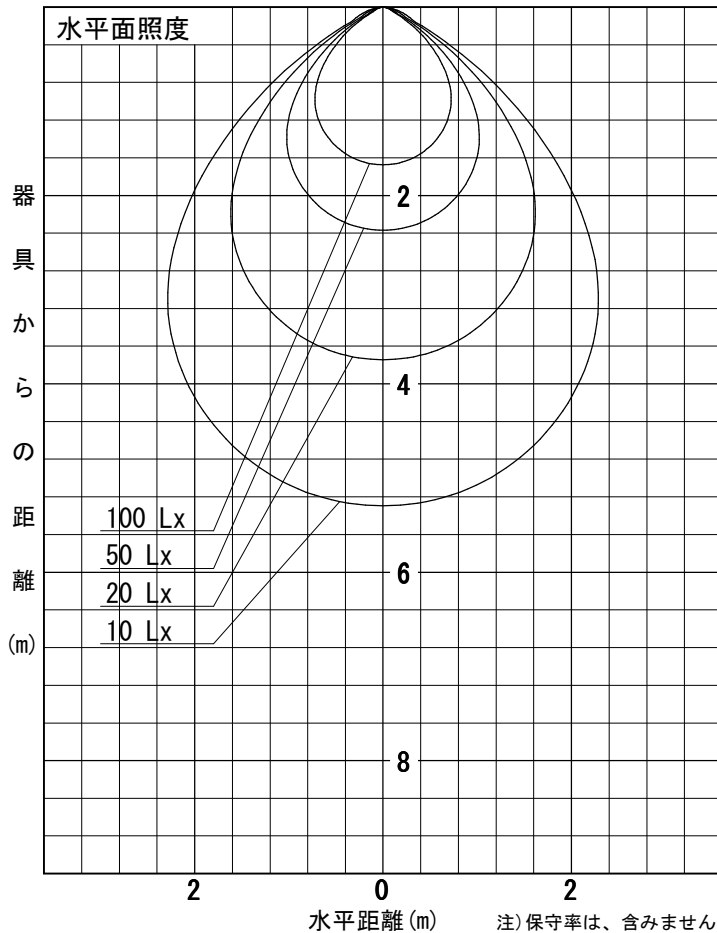 水平面照度
器具からの距離(m)
2
4
6
8
100 Lx
50 Lx
20 Lx
10 Lx
2 0 2
水平距離(m)
注)保守率は、含みません